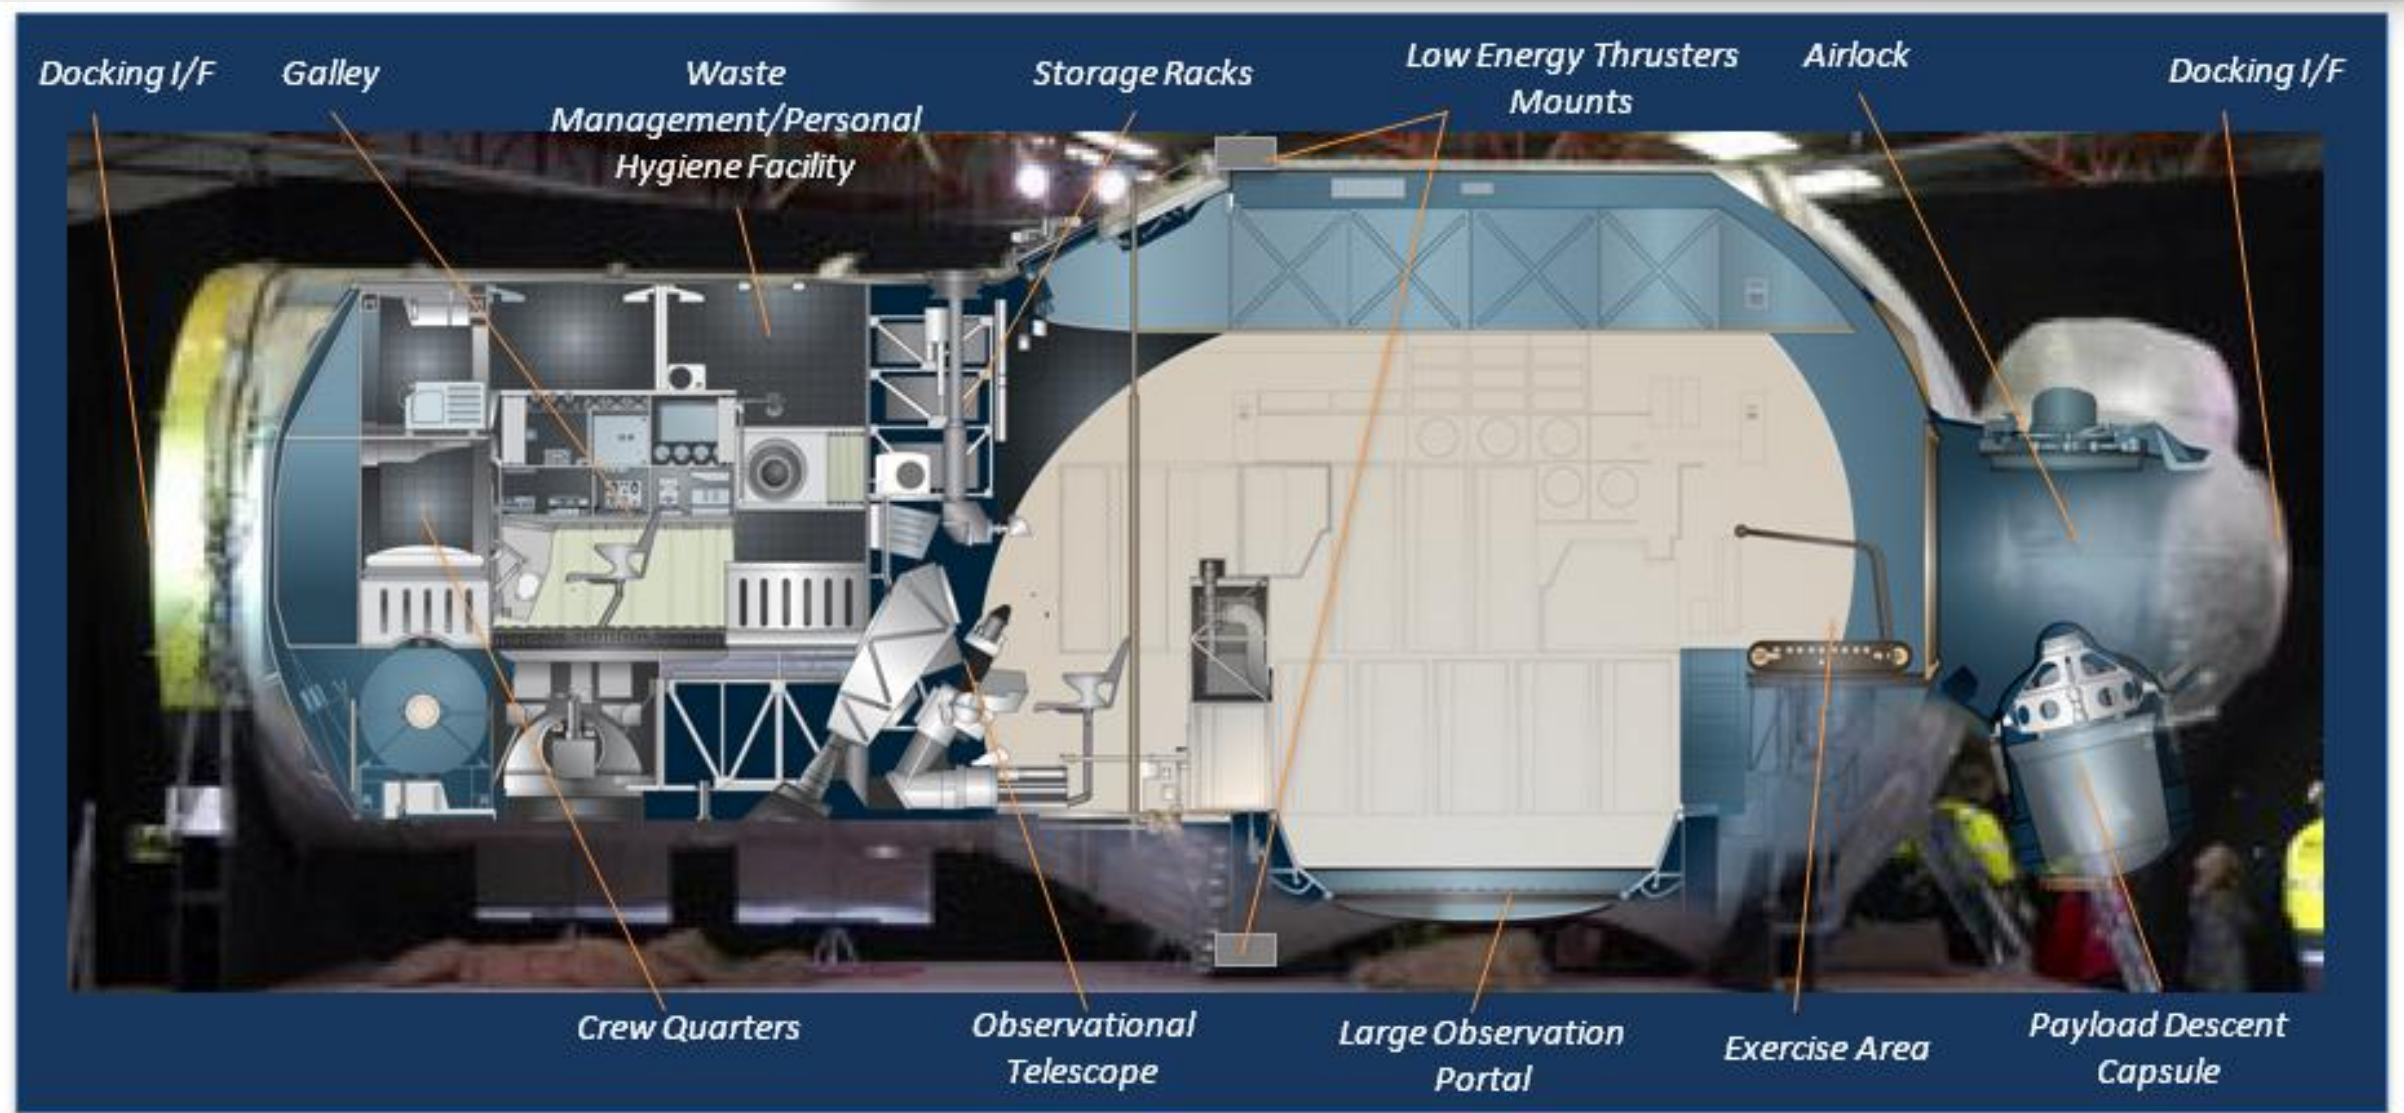 Docking I/F
Galley
Waste
Management/Personal
Hygiene Facility
Storage Racks
Low Energy Thrusters
Mounts
Airlock
Docking I/F
Crew Quarters
Observational
Telescope
Large Observation
Portal
Exercise Area
Payload Descent
Capsule